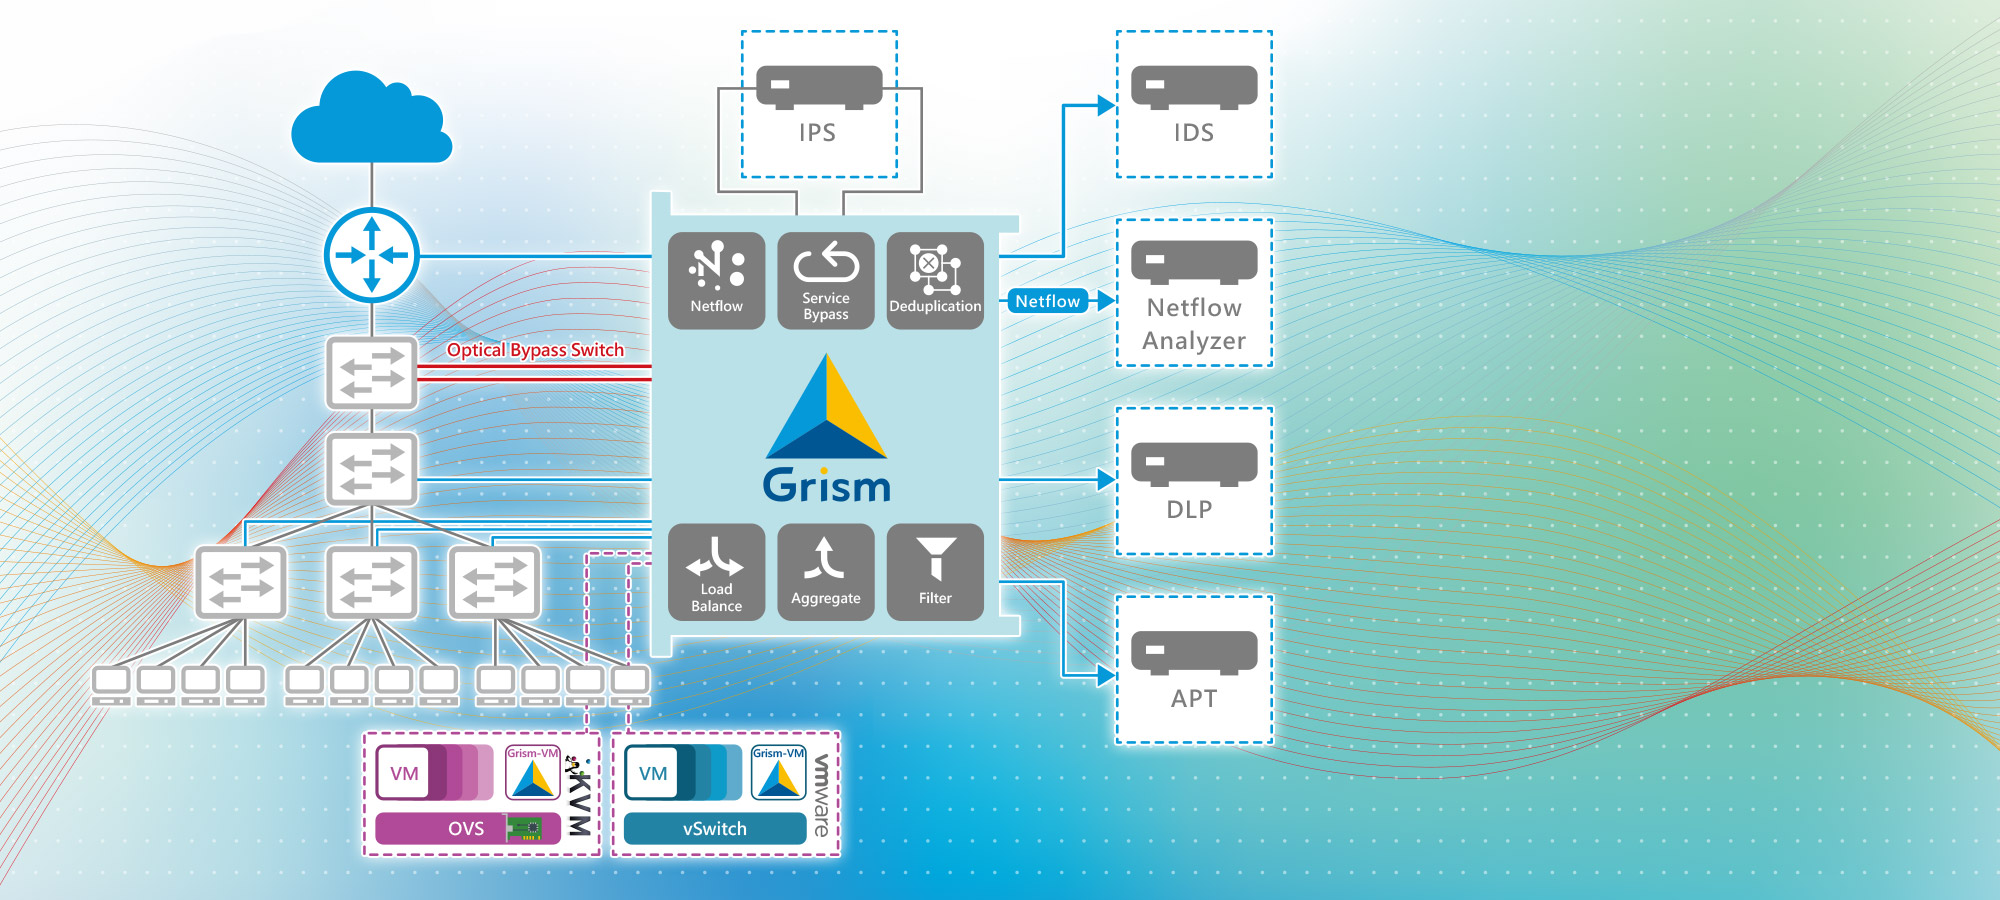 IPS
IDS
Netflow
Service
Bypass
Deduplication
Netflow
Netflow
Analyzer
Optical Bypass Switch
Grism
DLP
Load
Balance
Aggregate
Filter
APT
VM
Grism-VM
KVM
OVS
VM
Grism-VM
vmware
vSwitch